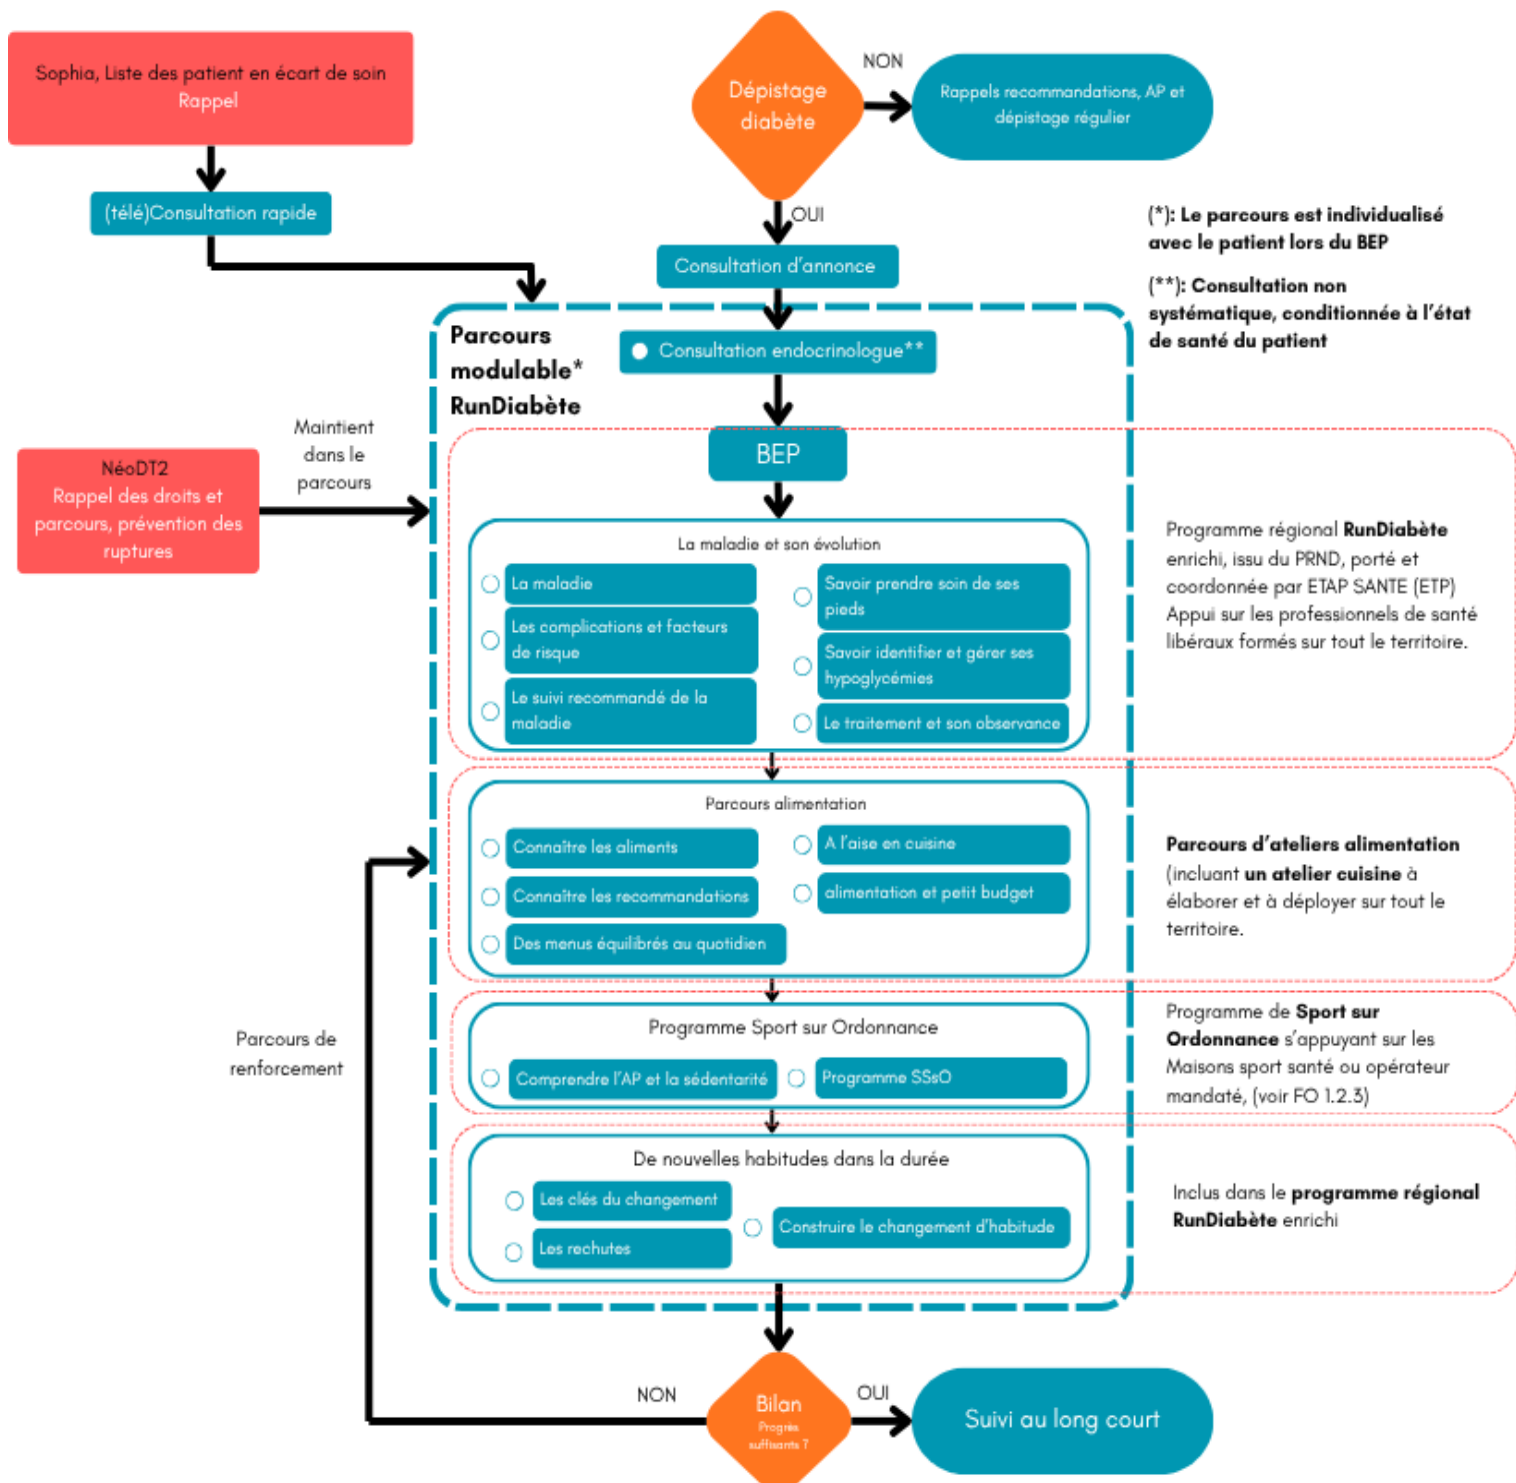 Sophia, Liste des patient en écart de soin
Rappel
(télé)Consultation rapide
Dépistage
diabète
NON
Rappels recommandations, AP et
dépistage régulier
OUI
Consultation d'annonce
(*): Le parcours est individualisé
avec le patient lors du BEP
(**): Consultation non
systématique, conditionnée à l'état
de santé du patient
Parcours
modulable*
RunDiabète
Consultation endocrinologue**
BEP
Maintient
dans le
parcours
NéoDT2
Rappel des droits et
parcours, prévention des
ruptures
La maladie et son évolution
La maladie
Les complications et facteurs
de risque
Le suivi recommandé de la
maladie
Savoir prendre soin de ses
pieds
Savoir identifier et gérer ses
hypoglycémies
Le traitement et son observance
Programme régional RunDiabète
enrichi, issu du PRND, porté et
coordonnée par ETAP SANTE (ETP)
Appui sur les professionnels de santé
libéraux formés sur tout le territoire.
Parcours alimentation
Connaître les aliments
Connaître les recommandations
Des menus équilibrés au quotidien
A l'aise en cuisine
alimentation et petit budget
Parcours d'ateliers alimentation
(incluant un atelier cuisine à
élaborer et à déployer sur tout le
territoire.
Parcours de
renforcement
Programme Sport sur Ordonnance
Comprendre l'AP et la sédentarité
Programme SSsO
Programme de Sport sur
Ordonnance s'appuyant sur les
Maisons sport santé ou opérateur
mandaté, (voir FO 1.2.3)
De nouvelles habitudes dans la durée
Les clés du changement
Les rechutes
Construire le changement d'habitude
Inclus dans le programme régional
RunDiabète enrichi
NON
Bilan
Progrès
suffisants ?
OUI
Suivi au long court